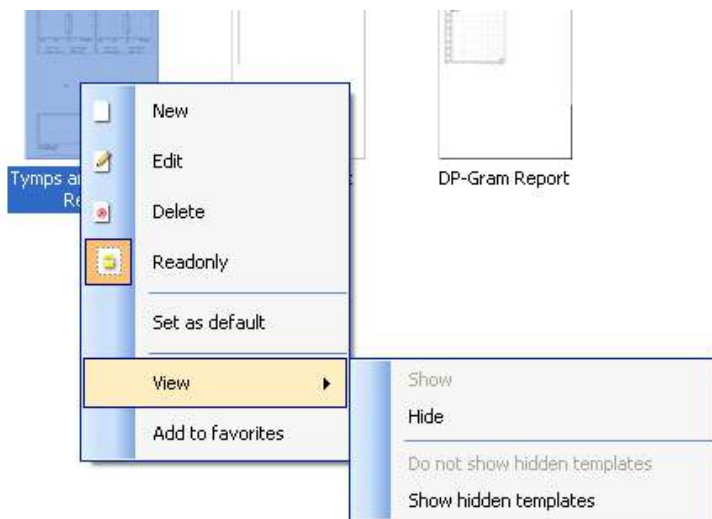 New
Edit
Tymps a
DP-Gram Report
Re
Delete
Readonly
Set as default
View
Show
Hide
Add to favorites
Do not show hidden templates
Show hidden templates